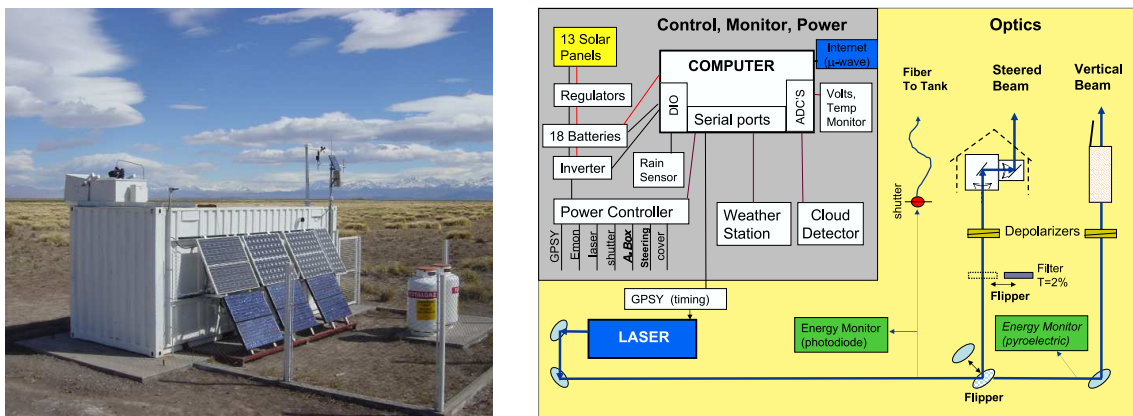 Control, Monitor, Power
Optics
13 Solar
Panels
Regulators
18 Batteries
Inverter
COMPUTER
DIO
Serial ports
ADC'S
Internet
(μ-wave)
Volts,
Temp
Monitor
Rain
Sensor
Power Controller
GPSY
Emon
laser
shutter
A.Box
Steering
cover
Weather
Station
Cloud
Detector
GPSY (timing)
LASER
Fiber
To Tank
Steered
Beam
Vertical
Beam
shutter
Depolarizers
Filter
T=2%
Flipper
Energy Monitor
(photodiode)
Energy Monitor
(pyroelectric)
Flipper